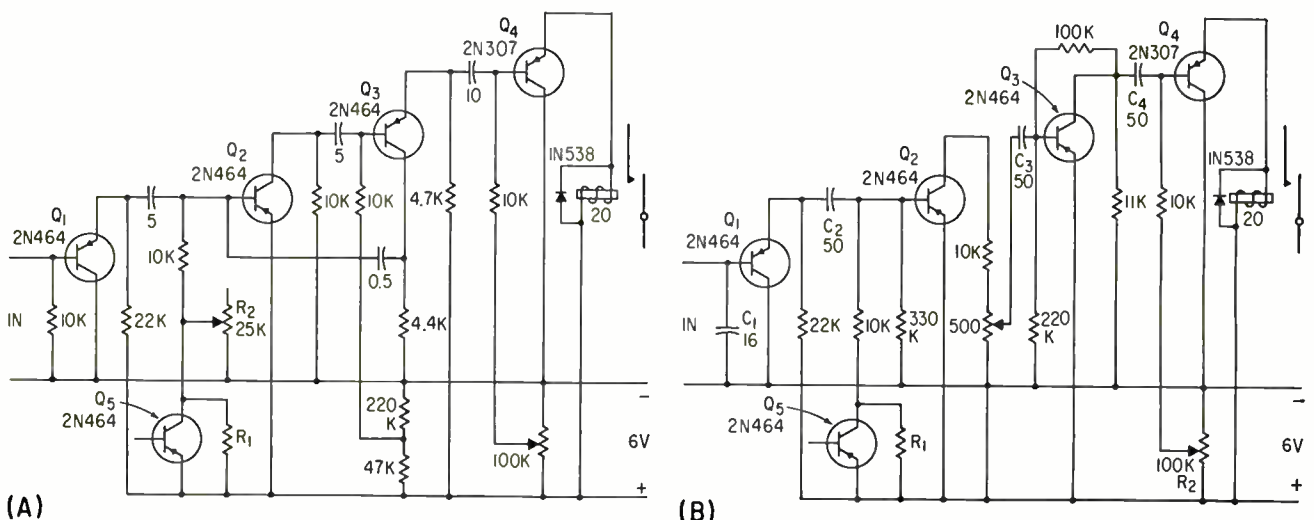 Q4
2N307
10
Q3
2N464
5
Q2
2N464
IN538
20
5
10K
10K
4.7K
10K
Q1
2N464
10K
0.5
IN
10K
22K
R2
25K
4.4K
Q5
2N464
R1
220
K
47K
100K
−
6V
+
(A)
100K
Q4
2N307
Q3
2N464
C4
50
Q2
2N464
C3
50
IN538
20
C2
50
Q1
2N464
10K
11K
10K
IN
C1
16
22K
10K
330
K
500
220
K
Q5
2N464
R1
100K
R2
−
6V
+
(B)